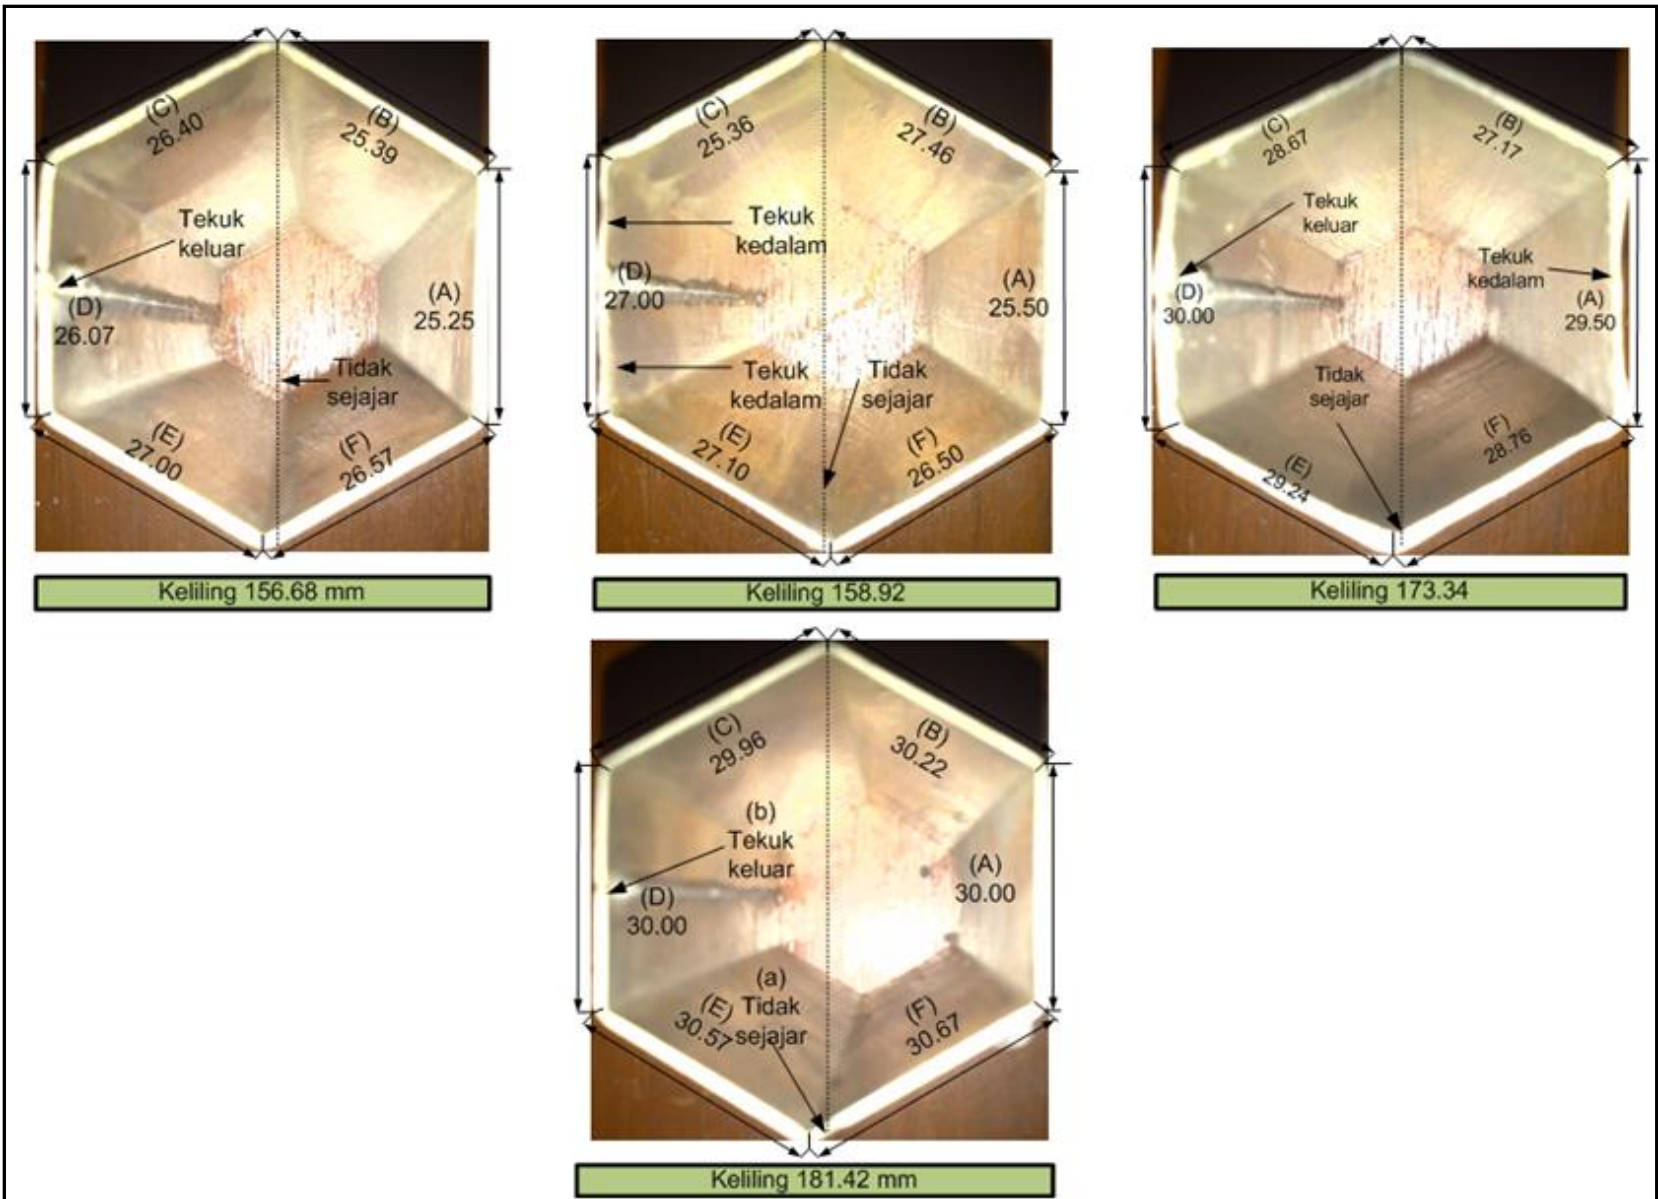 (C)
26.40
(B)
25.39
Tekuk
keluar
(D)
26.07
(A)
25.25
Tidak
sejajar
(E)
27.00
(F)
26.57
Keliling 156.68 mm
(C)
25.36
(B)
27.46
Tekuk
kedalam
(D)
27.00
(A)
25.50
Tekuk
kedalam
Tidak
sejajar
(E)
27.10
(F)
26.50
Keliling 158.92
(C)
28.67
(B)
27.17
Tekuk
keluar
Tekuk
kedalam
(D)
30.00
(A)
29.50
Tidak
sejajar
(E)
29.24
(F)
28.76
Keliling 173.34
(C)
29.96
(B)
30.22
(b)
Tekuk
keluar
(D)
30.00
(A)
30.00
(a)
Tidak
sejajar
(E)
30.57
(F)
30.67
Keliling 181.42 mm